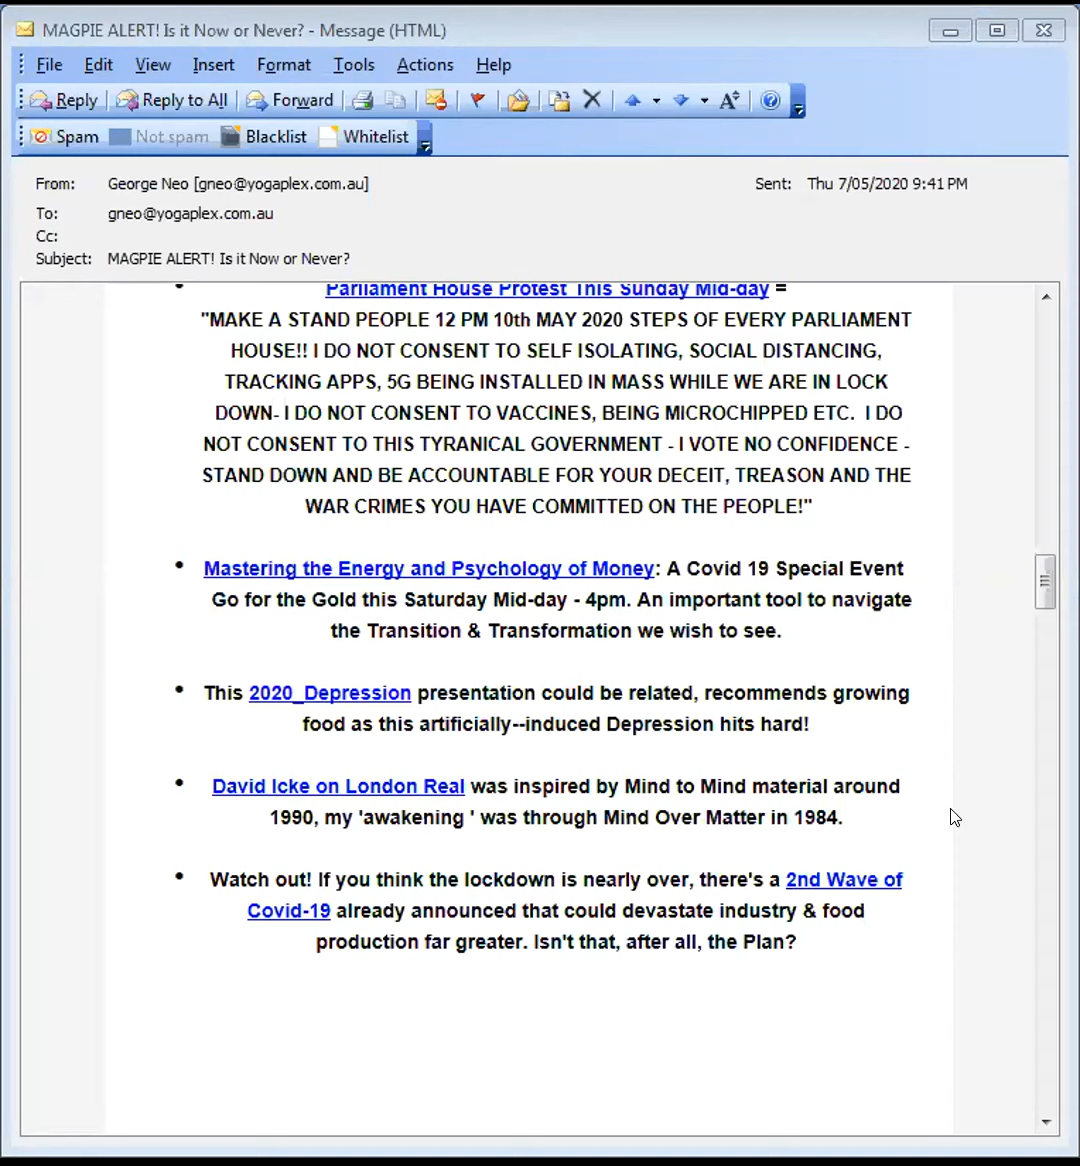 MAGPIE ALERT! Is it Now or Never? - Message (HTML)
File Edit View Insert Format Tools Actions Help
Reply Reply to All Forward
Spam Not spam Blacklist Whitelist
From: George Neo [gneo@yogaplex.com.au] Sent: Thu 7/05/2020 9:41 PM
To: gneo@yogaplex.com.au
Cc:
Subject: MAGPIE ALERT! Is it Now or Never?
• Parliament House Protest This Sunday Mid-day =
"MAKE A STAND PEOPLE 12 PM 10th MAY 2020 STEPS OF EVERY PARLIAMENT
HOUSE!! I DO NOT CONSENT TO SELF ISOLATING, SOCIAL DISTANCING,
TRACKING APPS, 5G BEING INSTALLED IN MASS WHILE WE ARE IN LOCK
DOWN- I DO NOT CONSENT TO VACCINES, BEING MICROCHIPPED ETC. I DO
NOT CONSENT TO THIS TYRANICAL GOVERNMENT - I VOTE NO CONFIDENCE -
STAND DOWN AND BE ACCOUNTABLE FOR YOUR DECEIT, TREASON AND THE
WAR CRIMES YOU HAVE COMMITTED ON THE PEOPLE!"
• Mastering the Energy and Psychology of Money: A Covid 19 Special Event
Go for the Gold this Saturday Mid-day - 4pm. An important tool to navigate
the Transition & Transformation we wish to see.
• This 2020_Depression presentation could be related, recommends growing
food as this artificially--induced Depression hits hard!
• David Icke on London Real was inspired by Mind to Mind material around
1990, my 'awakening ' was through Mind Over Matter in 1984.
• Watch out! If you think the lockdown is nearly over, there's a 2nd Wave of
Covid-19 already announced that could devastate industry & food
production far greater. Isn't that, after all, the Plan?